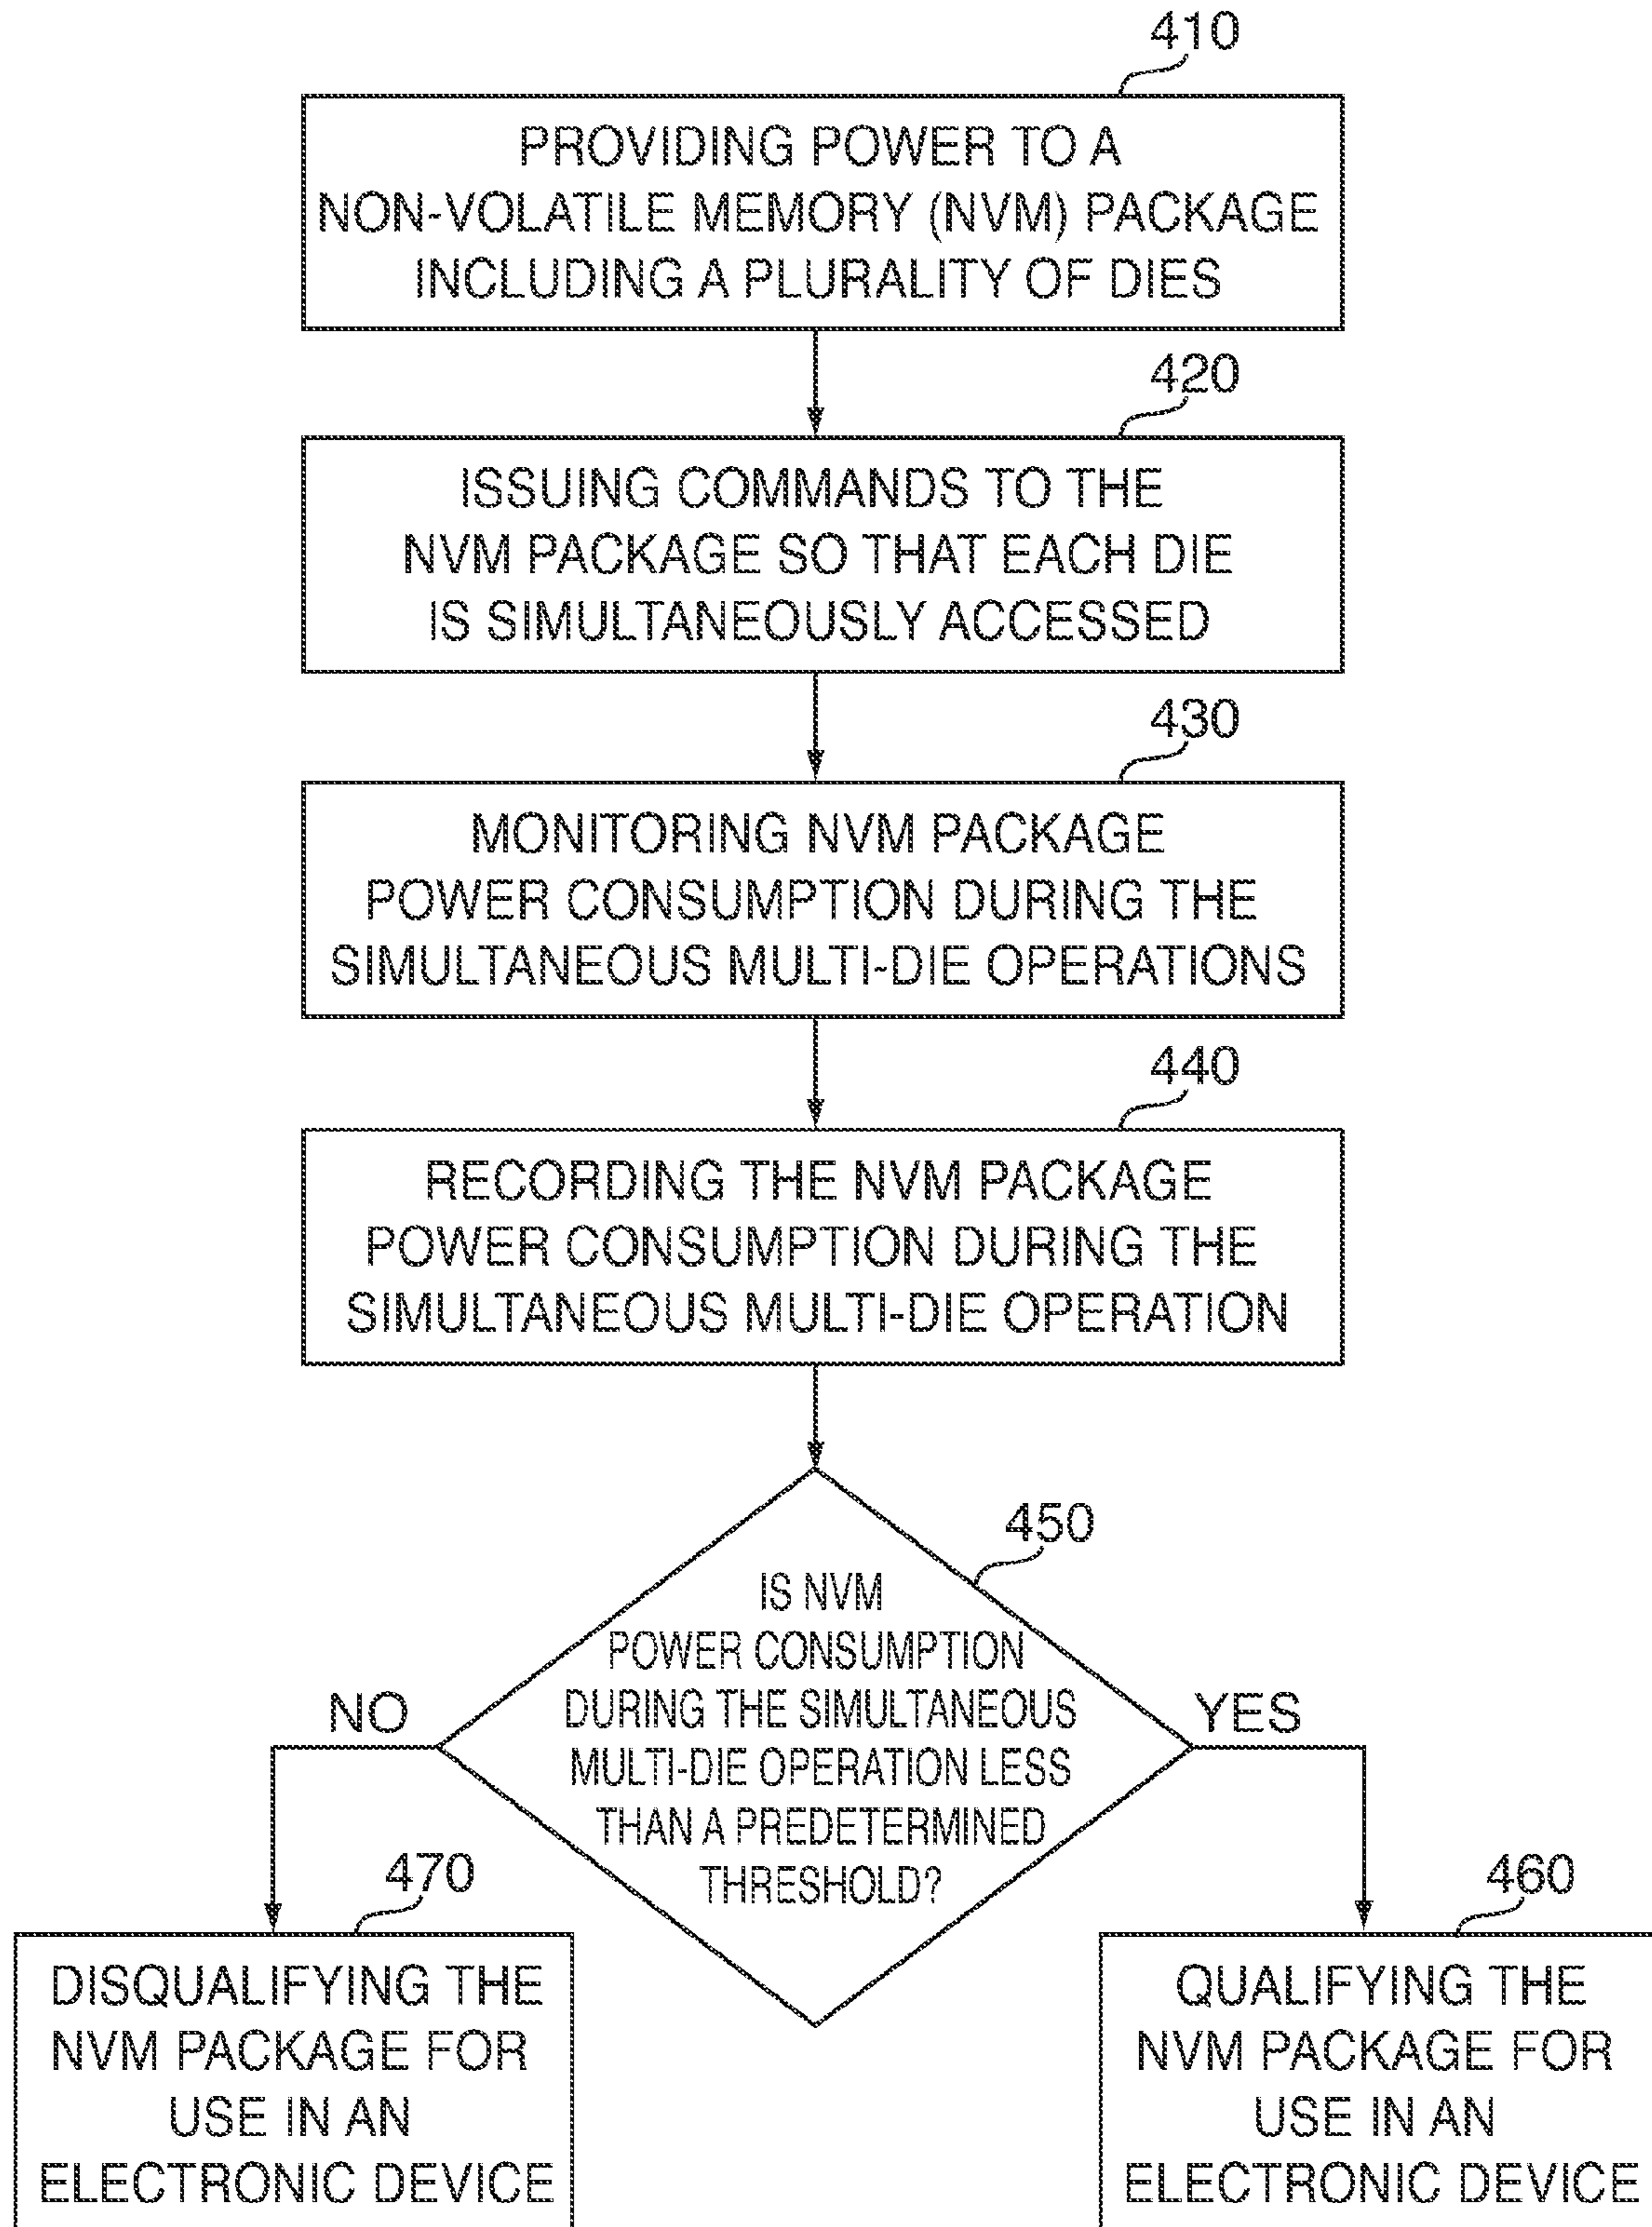 410
PROVIDING POWER TO A
NON-VOLATILE MEMORY (NVM) PACKAGE
INCLUDING A PLURALITY OF DIES
420
ISSUING COMMANDS TO THE
NVM PACKAGE SO THAT EACH DIE
IS SIMULTANEOUSLY ACCESSED
430
MONITORING NVM PACKAGE
POWER CONSUMPTION DURING THE
SIMULTANEOUS MULTI-DIE OPERATIONS
440
RECORDING THE NVM PACKAGE
POWER CONSUMPTION DURING THE
SIMULTANEOUS MULTI-DIE OPERATION
450
IS NVM
POWER CONSUMPTION
DURING THE SIMULTANEOUS
MULTI-DIE OPERATION LESS
THAN A PREDETERMINED
THRESHOLD?
NO
YES
470
DISQUALIFYING THE
NVM PACKAGE FOR
USE IN AN
ELECTRONIC DEVICE
460
QUALIFYING THE
NVM PACKAGE FOR
USE IN AN
ELECTRONIC DEVICE